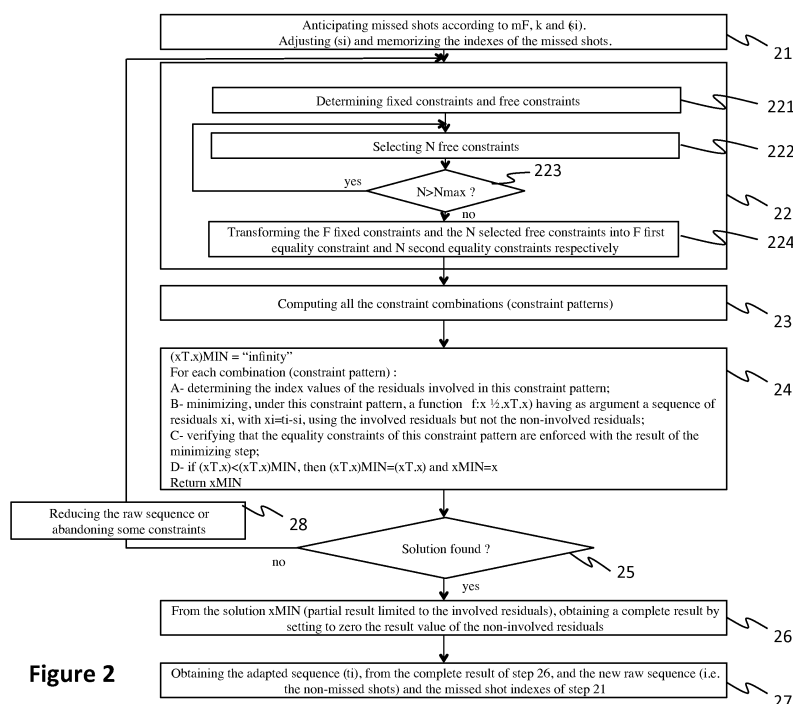 Anticipating missed shots according to mF, k and (si).
Adjusting (si) and memorizing the indexes of the missed shots.
21
Determining fixed constraints and free constraints
221
Selecting N free constraints
222
yes
N>Nmax ?
223
no
22
Transforming the F fixed constraints and the N selected free constraints into F first
equality constraint and N second equality constraints respectively
224
Computing all the constraint combinations (constraint patterns)
23
(xT.x)MIN = “infinity”
For each combination (constraint pattern) :
A- determining the index values of the residuals involved in this constraint pattern;
B- minimizing, under this constraint pattern, a function f:x ½.xT.x) having as argument a sequence of
residuals xi, with xi=ti-si, using the involved residuals but not the non-involved residuals;
C- verifying that the equality constraints of this constraint pattern are enforced with the result of the
minimizing step;
D- if (xT.x)<(xT.x)MIN, then (xT.x)MIN=(xT.x) and xMIN=x
Return xMIN
24
Reducing the raw sequence or
abandoning some constraints
28
Solution found ?
25
no
yes
From the solution xMIN (partial result limited to the involved residuals), obtaining a complete result by
setting to zero the result value of the non-involved residuals
26
Figure 2
Obtaining the adapted sequence (ti), from the complete result of step 26, and the new raw sequence (i.e.
the non-missed shots) and the missed shot indexes of step 21
27